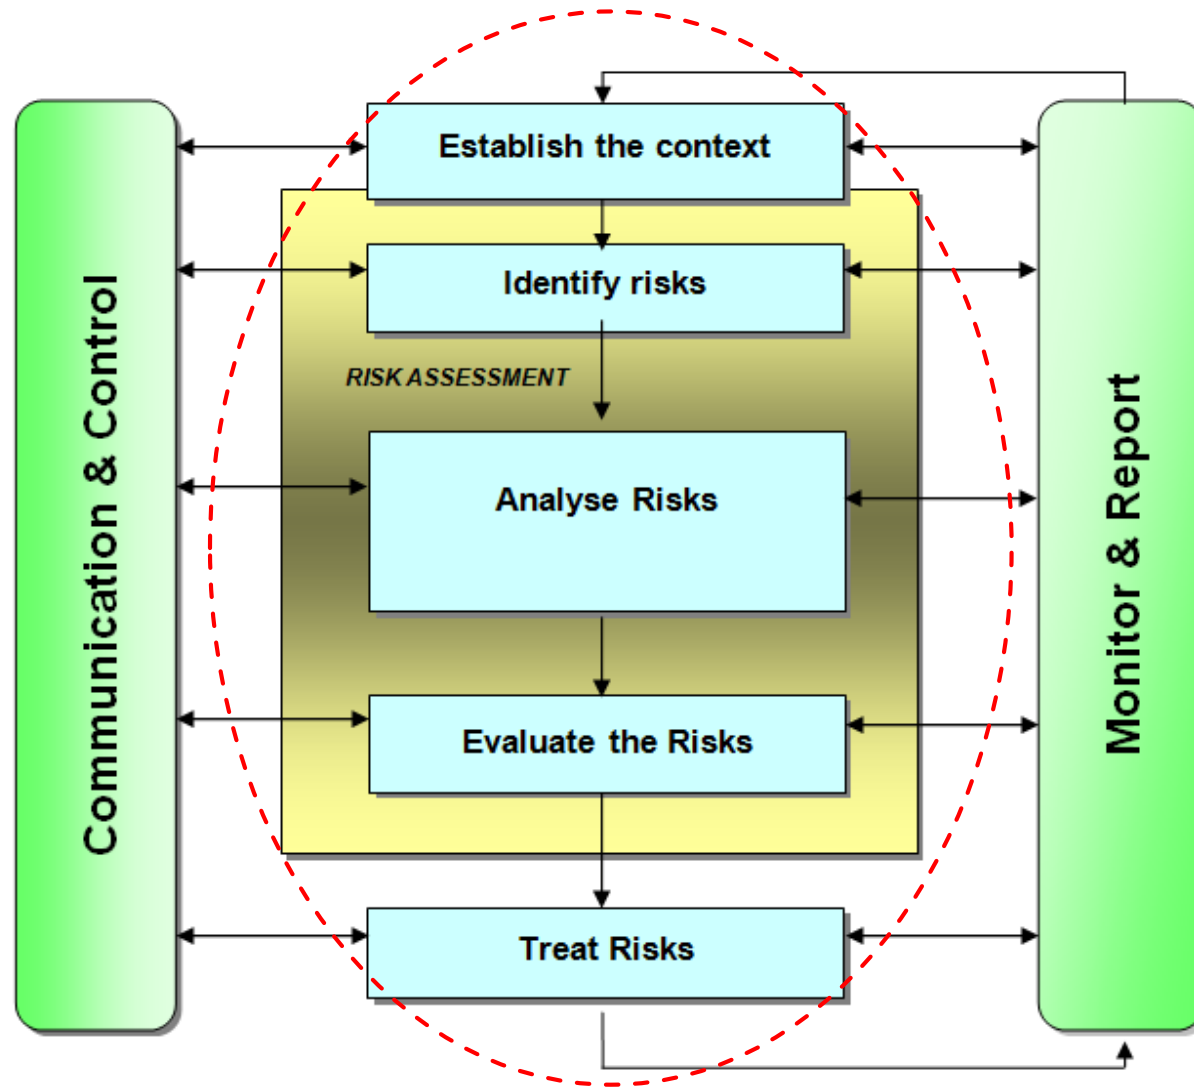 Establish the context
Identify risks
RISK ASSESSMENT
Analyse Risks
Evaluate the Risks
Treat Risks
Communication & Control
Monitor & Report